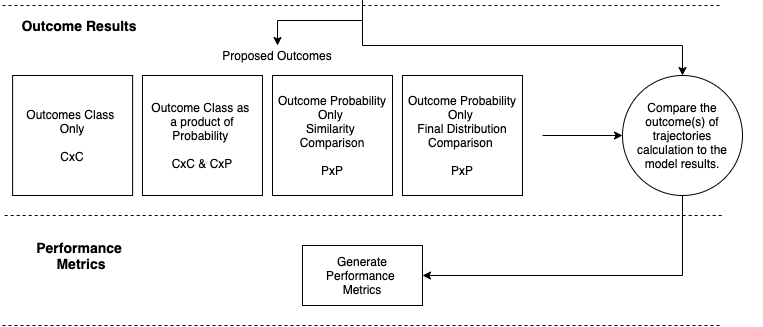 Outcome Results
Proposed Outcomes
Outcomes Class
Only
CxC
Outcome Class as
a product of
Probability
CxC & CxP
Outcome Probability
Only
Similarity
Comparison
PxP
Outcome Probability
Only
Final Distribution
Comparison
PxP
Compare the
outcome(s) of
trajectories
calculation to the
model results.
Performance
Metrics
Generate
Performance
Metrics